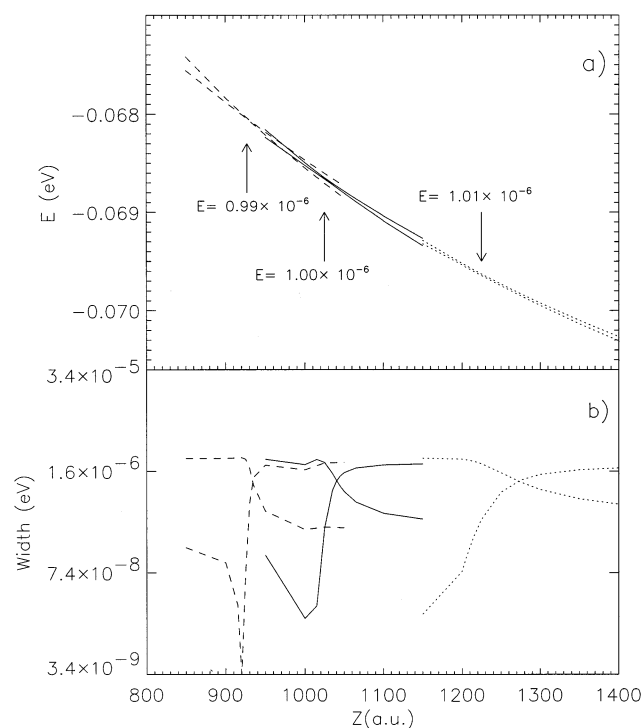 a)
−0.068
−0.069
−0.070
E (eV)
E= 0.99× 10⁻⁶
E= 1.00× 10⁻⁶
E= 1.01× 10⁻⁶
b)
3.4×10⁻⁵
1.6×10⁻⁶
7.4×10⁻⁸
3.4×10⁻⁹
Width (eV)
800 900 1000 1100 1200 1300 1400
Z(a.u.)